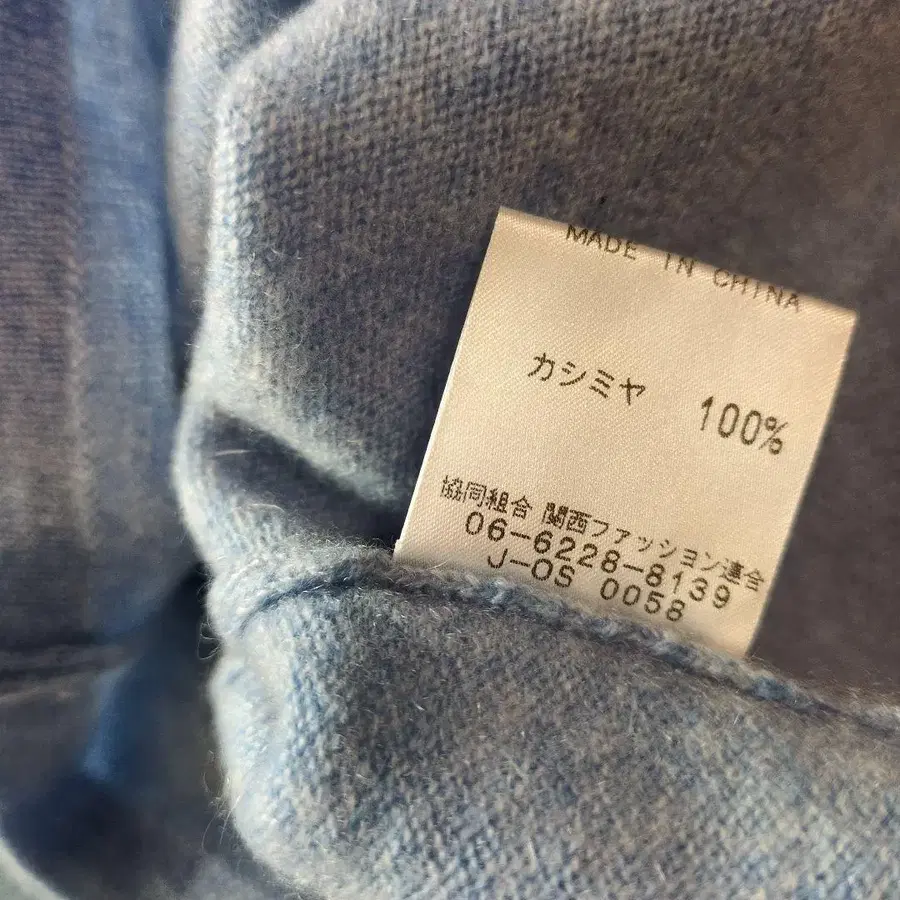 MADE IN CHINA
カシミヤ 100%
協同組合 関西ファッション連合
06-6228-8139
J-OS 0058